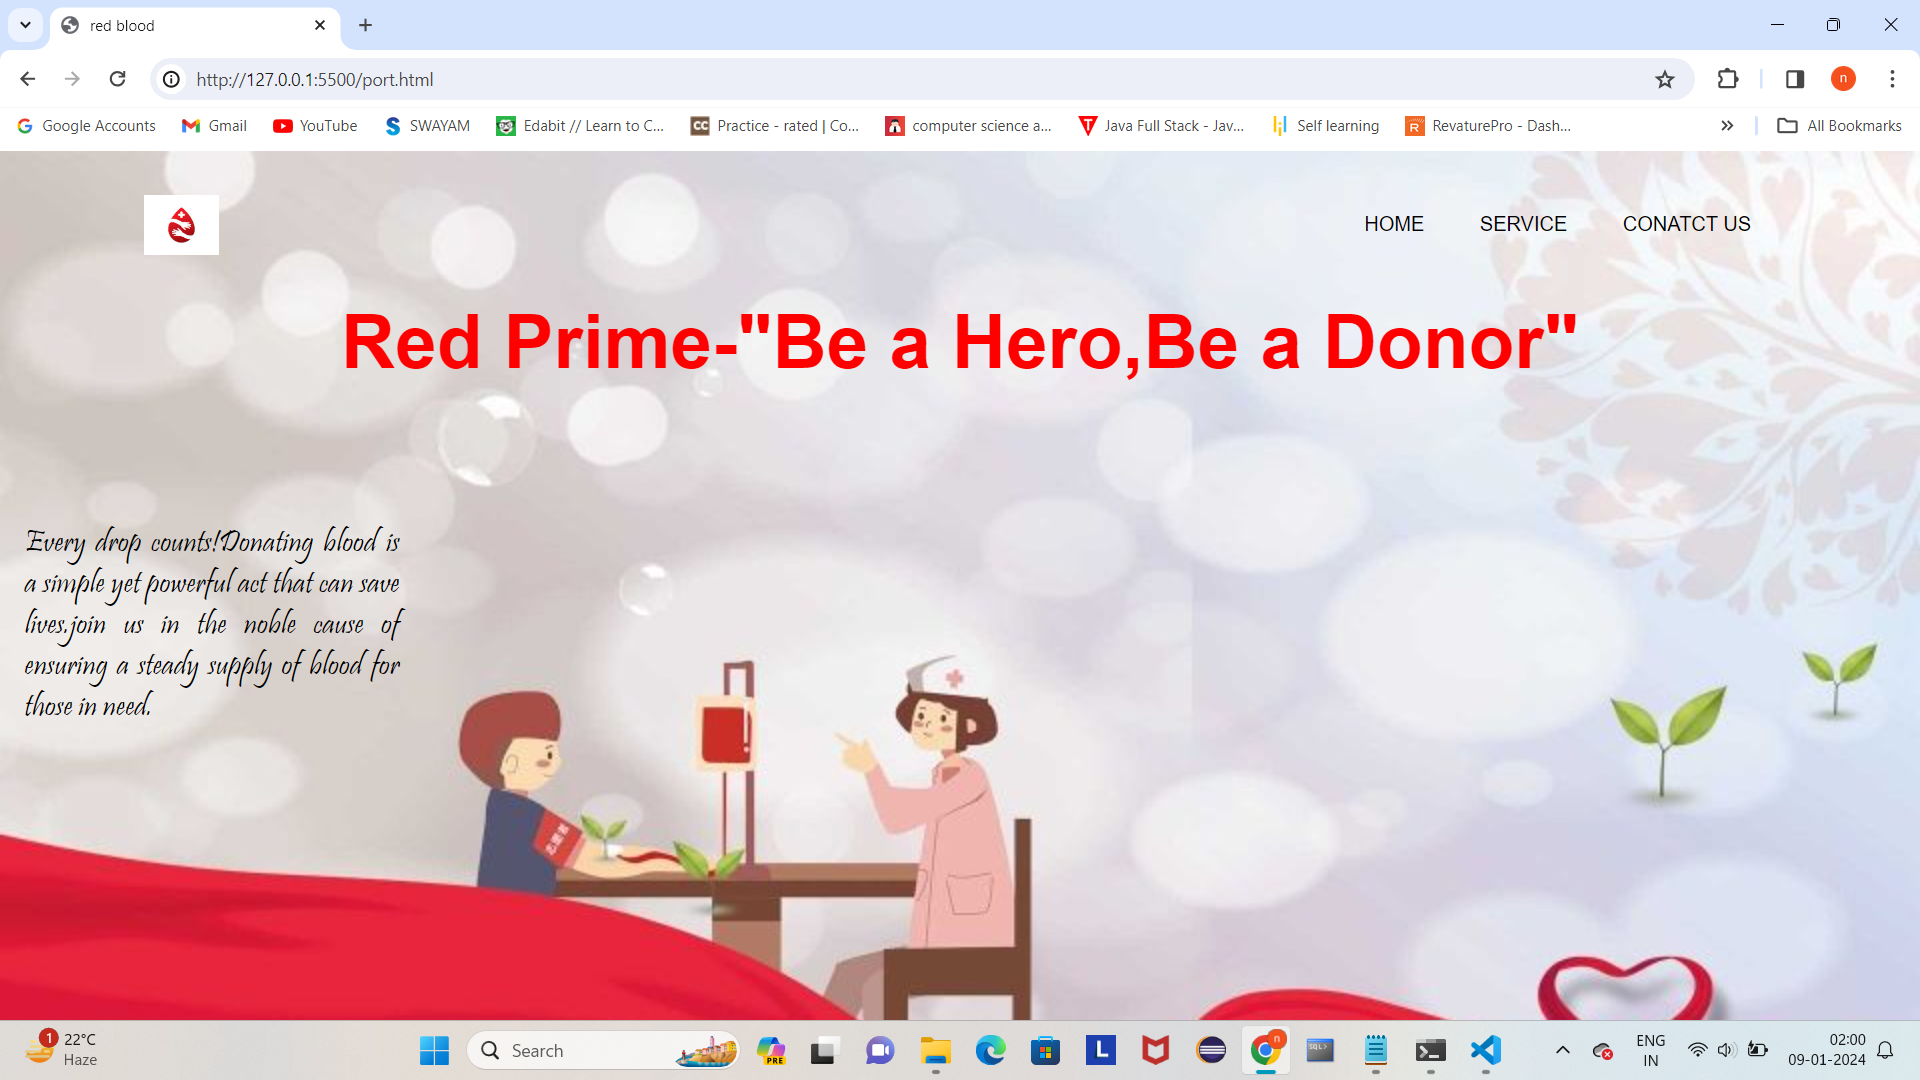 red blood
http://127.0.0.1:5500/port.html
n
Google Accounts
Gmail
YouTube
SWAYAM
Edabit // Learn to C...
CC
Practice - rated | Co...
computer science a...
Java Full Stack - Jav...
Self learning
RevaturePro - Dash...
All Bookmarks
HOME
SERVICE
CONATCT US
Red Prime-"Be a Hero,Be a Donor"
Every drop counts!Donating blood is
a simple yet powerful act that can save
lives.join us in the noble cause of
ensuring a steady supply of blood for
those in need.
1
22°C
Haze
Search
PRE
L
n
SQL>
ENG
IN
02:00
09-01-2024